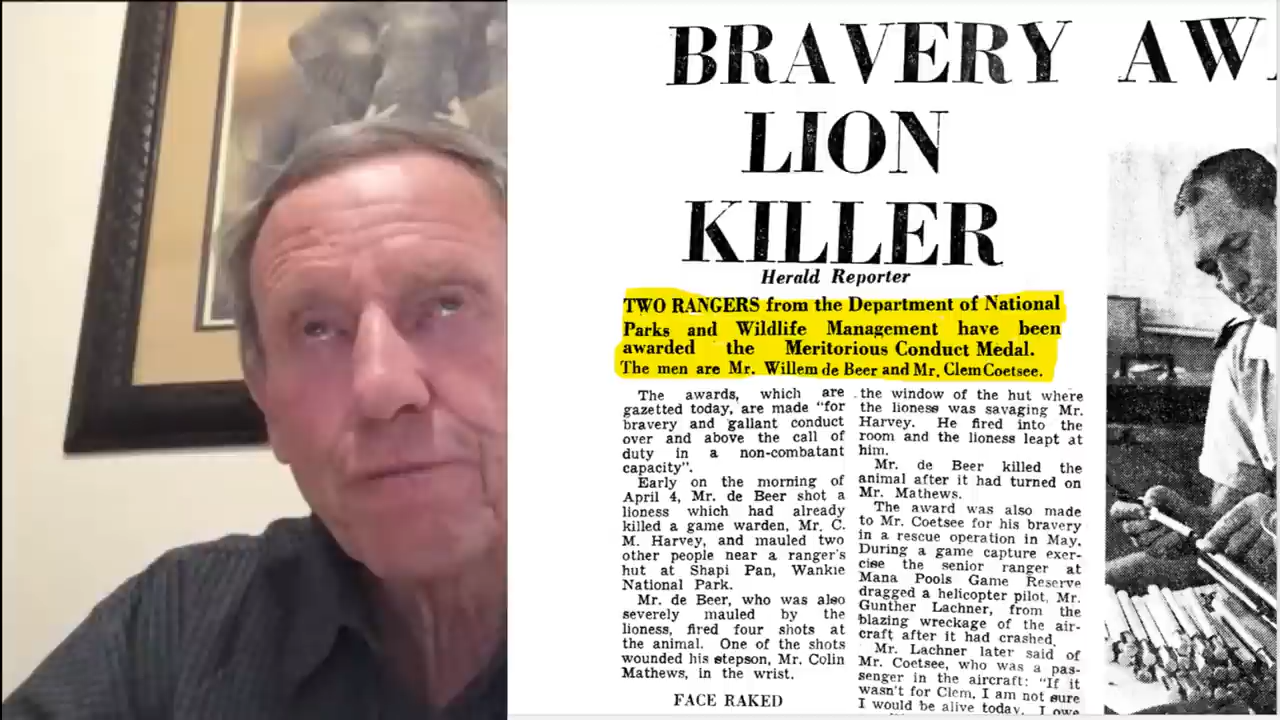 BRAVERY AW
LION
KILLER
Herald Reporter
TWO RANGERS from the Department of National
Parks and Wildlife Management have been
awarded the Meritorious Conduct Medal.
The men are Mr. Willem de Beer and Mr. Clem Coetsee.
The awards, which are
gazetted today, are made "for
bravery and gallant conduct
over and above the call of
duty in a non-combatant
capacity".
Early on the morning of
April 4, Mr. de Beer shot a
lioness which had already
killed a game warden, Mr. C.
M. Harvey, and mauled two
other people near a ranger's
hut at Shapi Pan, Wankie
National Park.
Mr. de Beer, who was also
severely mauled by the
lioness, fired four shots at
the animal. One of the shots
wounded his stepson, Mr. Colin
Mathews, in the wrist.
FACE RAKED
the window of the hut where
the lioness was savaging Mr.
Harvey. He fired into the
room and the lioness leapt at
him.
Mr. de Beer killed the
animal after it had turned on
Mr. Mathews.
The award was also made
to Mr. Coetsee for his bravery
in a rescue operation in May.
During a game capture exer-
cise the senior ranger at
Mana Pools Game Reserve
dragged a helicopter pilot, Mr.
Gunther Lachner, from the
blazing wreckage of the air-
craft after it had crashed.
Mr. Lachner later said of
Mr. Coetsee, who was a pas-
senger in the aircraft: "If it
wasn't for Clem, I am not sure
I would be alive today. I owe